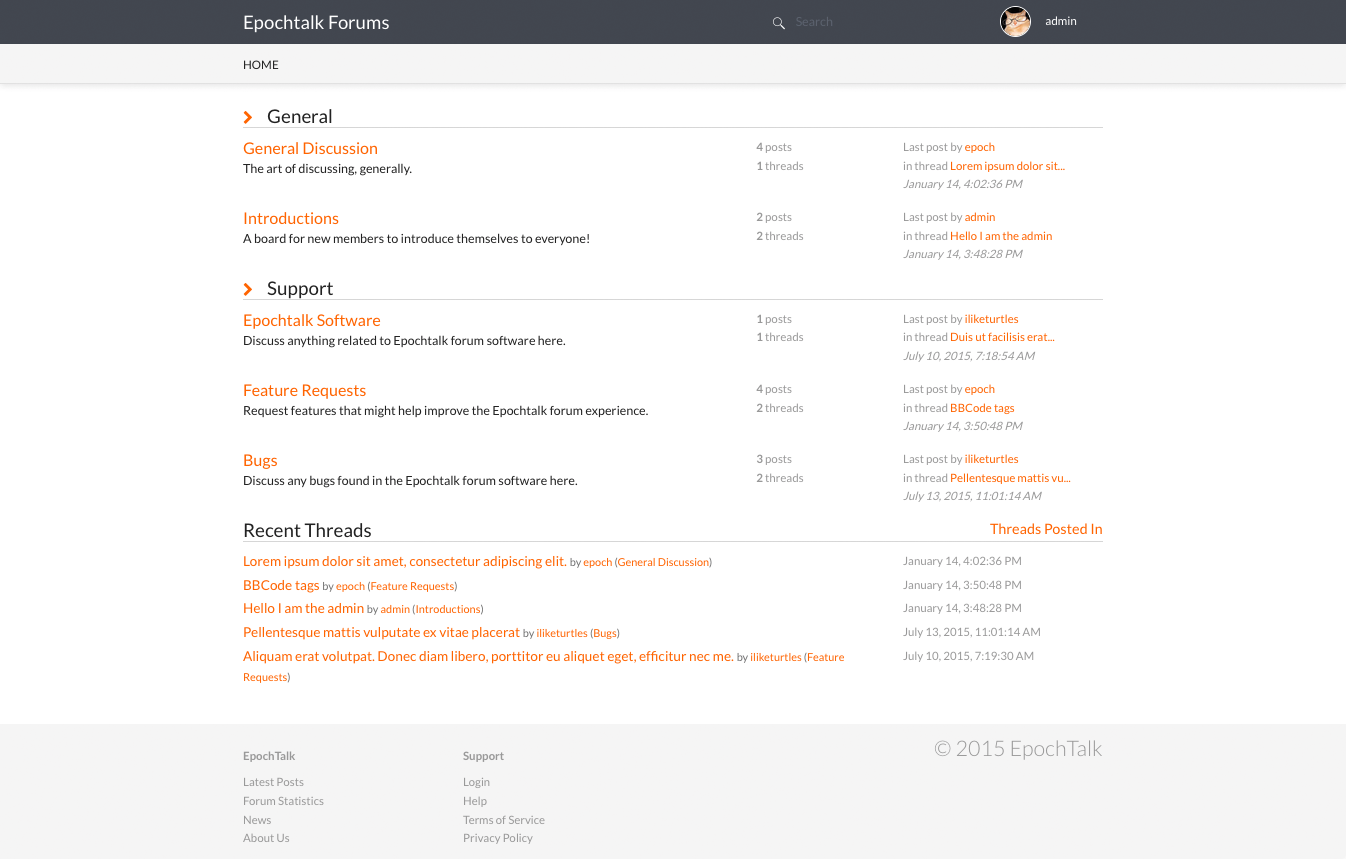 Epochtalk Forums
Search
admin
HOME
General
General Discussion
The art of discussing, generally.
4 posts
1 threads
Last post by epoch
in thread Lorem ipsum dolor sit...
January 14, 4:02:36 PM
Introductions
A board for new members to introduce themselves to everyone!
2 posts
2 threads
Last post by admin
in thread Hello I am the admin
January 14, 3:48:28 PM
Support
Epochtalk Software
Discuss anything related to Epochtalk forum software here.
1 posts
1 threads
Last post by iliketurtles
in thread Duis ut facilisis erat...
July 10, 2015, 7:18:54 AM
Feature Requests
Request features that might help improve the Epochtalk forum experience.
4 posts
2 threads
Last post by epoch
in thread BBCode tags
January 14, 3:50:48 PM
Bugs
Discuss any bugs found in the Epochtalk forum software here.
3 posts
2 threads
Last post by iliketurtles
in thread Pellentesque mattis vu...
July 13, 2015, 11:01:14 AM
Recent Threads
Threads Posted In
Lorem ipsum dolor sit amet, consectetur adipiscing elit. by epoch (General Discussion)
January 14, 4:02:36 PM
BBCode tags by epoch (Feature Requests)
January 14, 3:50:48 PM
Hello I am the admin by admin (Introductions)
January 14, 3:48:28 PM
Pellentesque mattis vulputate ex vitae placerat by iliketurtles (Bugs)
July 13, 2015, 11:01:14 AM
Aliquam erat volutpat. Donec diam libero, porttitor eu aliquet eget, efficitur nec me. by iliketurtles (Feature
Requests)
July 10, 2015, 7:19:30 AM
EpochTalk
Latest Posts
Forum Statistics
News
About Us
Support
Login
Help
Terms of Service
Privacy Policy
© 2015 EpochTalk